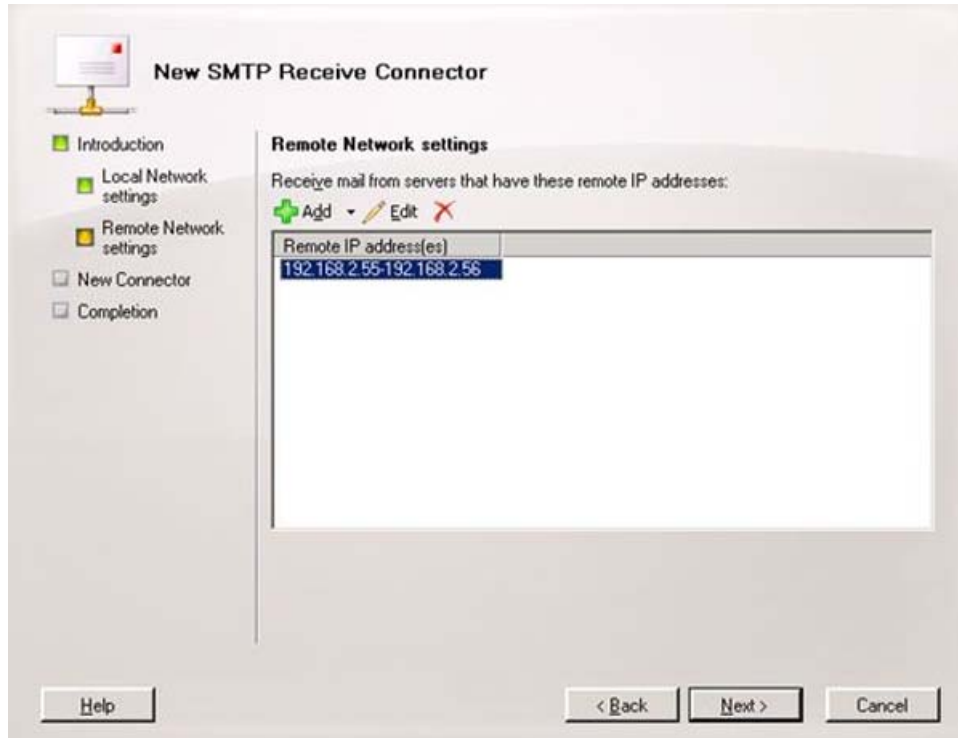 New SMTP Receive Connector
Introduction
Local Network
settings
Remote Network
settings
New Connector
Completion
Remote Network settings
Receive mail from servers that have these remote IP addresses:
Add Edit
Remote IP address(es)
192.168.2.55-192.168.2.56
Help < Back Next > Cancel